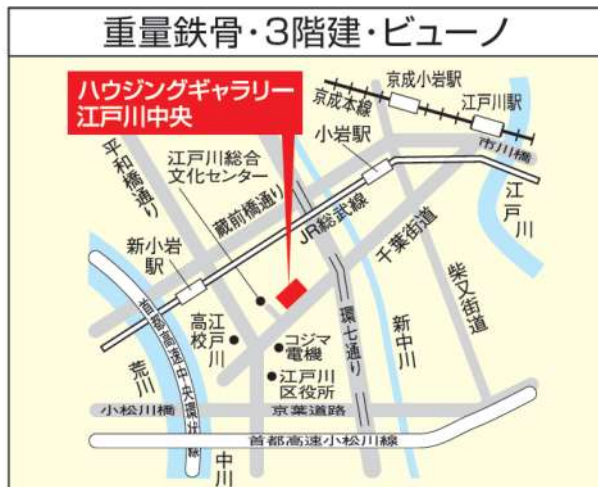 重量鉄骨・3階建・ビューノ
ハウジングギャラリー
江戸川中央
京成小岩駅
京成本線
江戸川駅
市川橋
小岩駅
江戸川
平和橋通り
江戸川総合
文化センター
蔵前橋通り
JR総武線
千葉街道
新小岩
駅
柴又街道
環七通り
新中川
江戸川
高校
コジマ
電機
江戸川
区役所
荒川
首都高速中央環状線
小松川橋
京葉道路
首都高速小松川線
中川